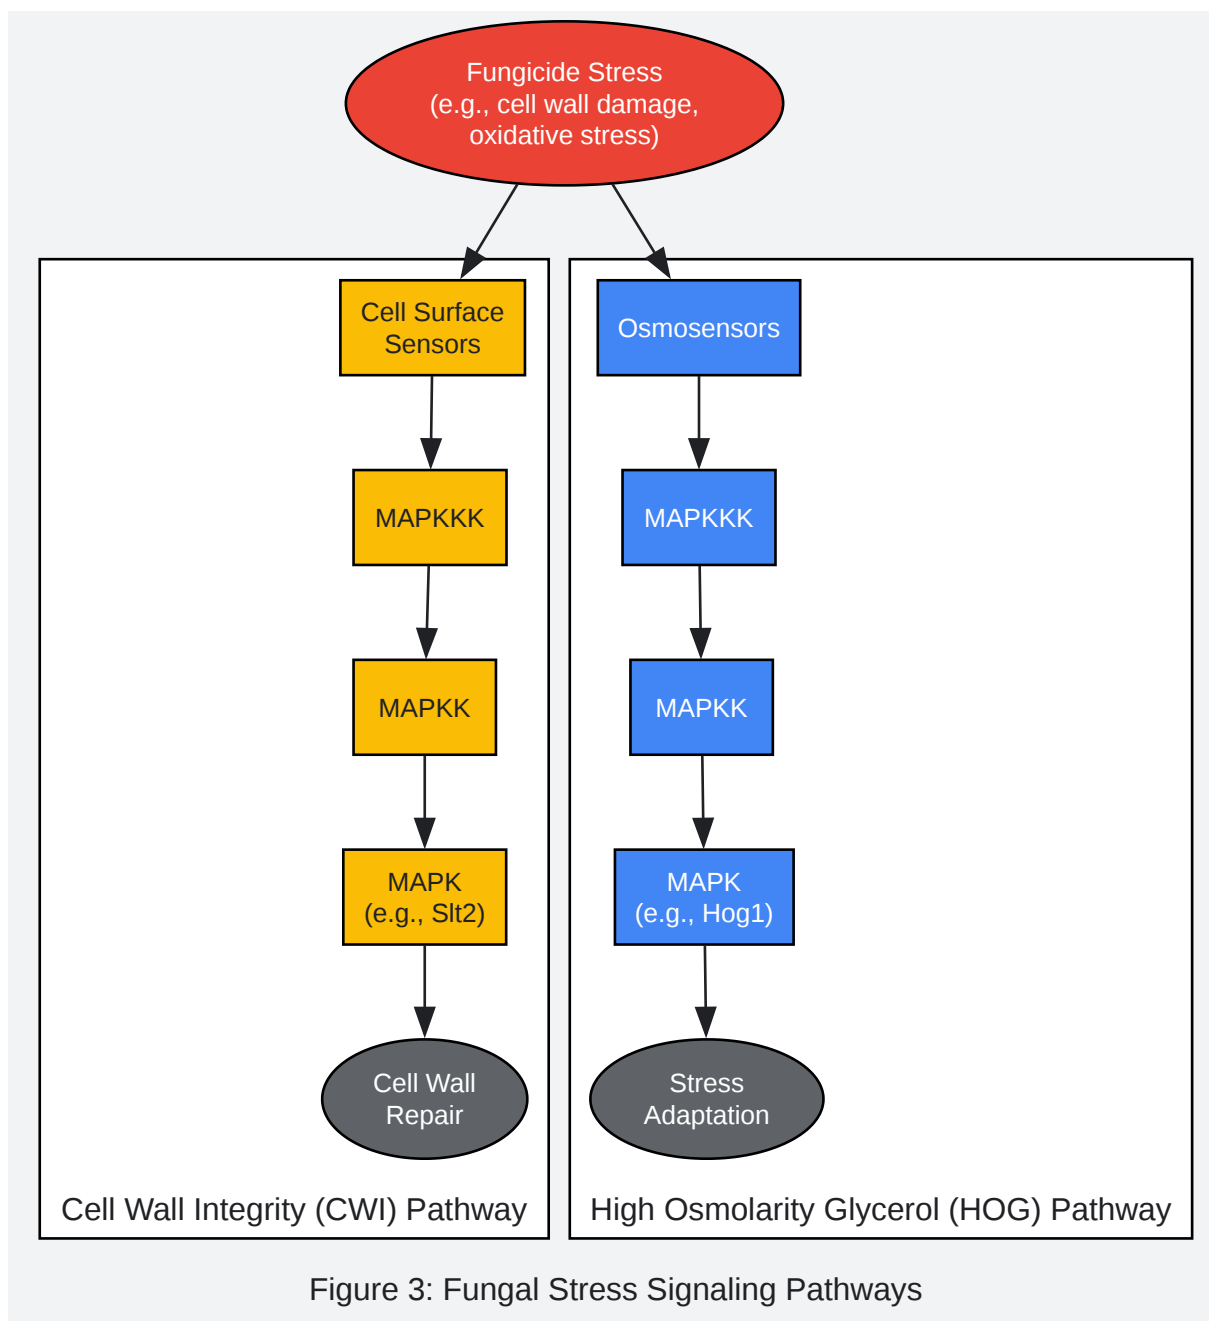 Fungicide Stress
(e.g., cell wall damage,
oxidative stress)
Cell Surface
Sensors
MAPKKK
MAPKK
MAPK
(e.g., Slt2)
Cell Wall
Repair
Cell Wall Integrity (CWI) Pathway
Osmosensors
MAPKKK
MAPKK
MAPK
(e.g., Hog1)
Stress
Adaptation
High Osmolarity Glycerol (HOG) Pathway
Figure 3: Fungal Stress Signaling Pathways